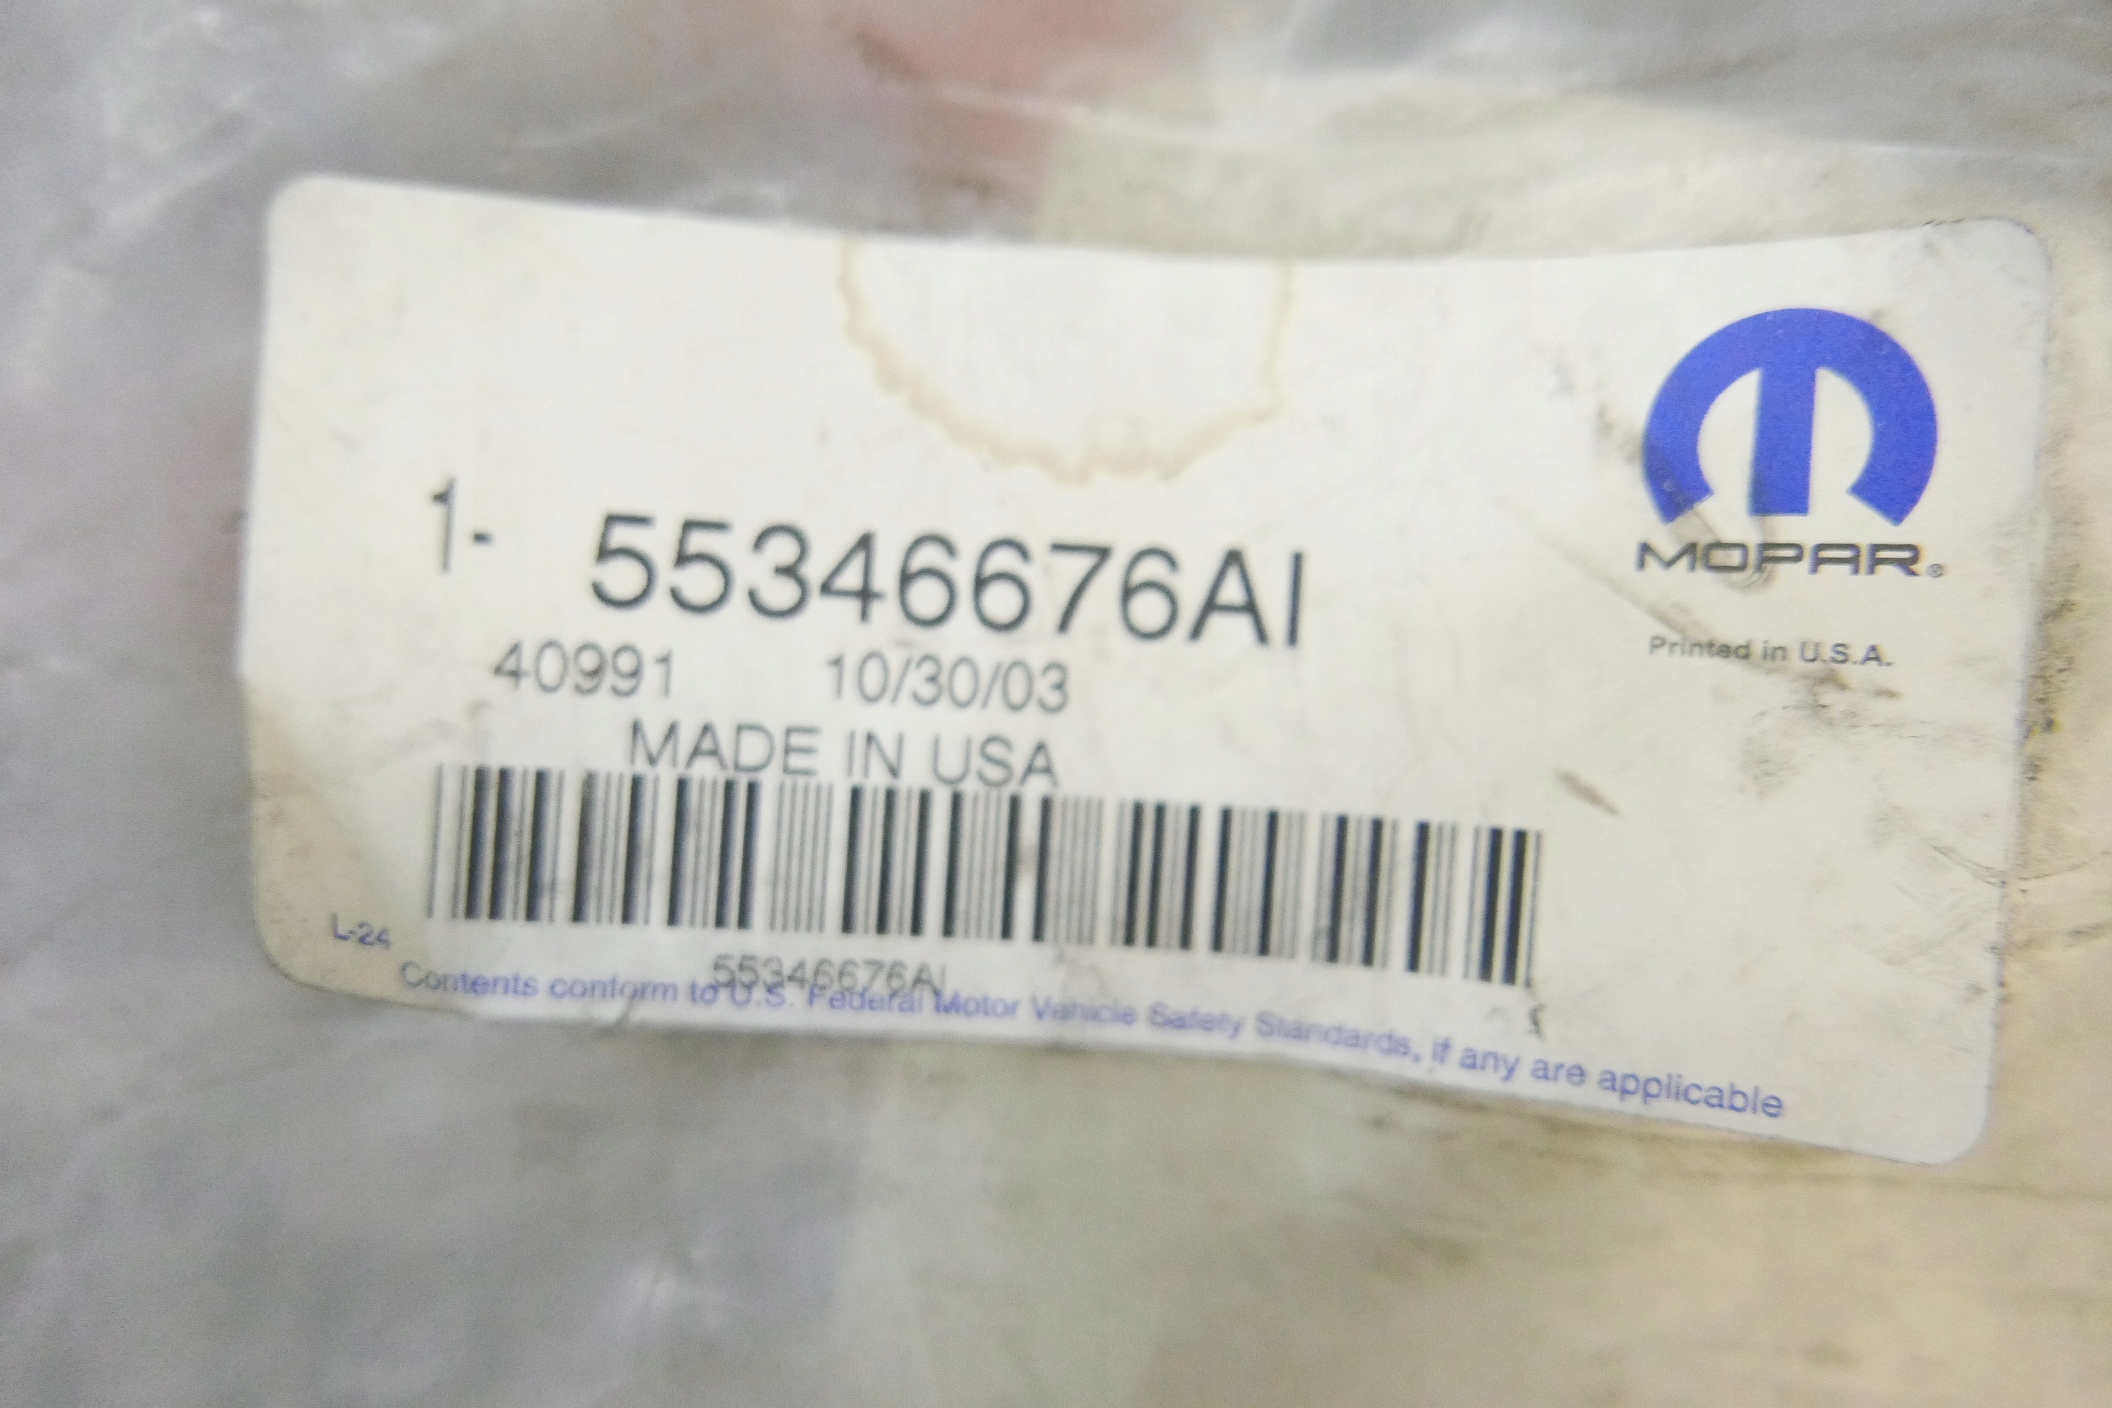 MOPAR®
Printed in U.S.A.
1- 55346676AI
40991 10/30/03
MADE IN USA
55346676AI
L-24
Contents conform to U.S. Federal Motor Vehicle Safety Standards, if any are applicable